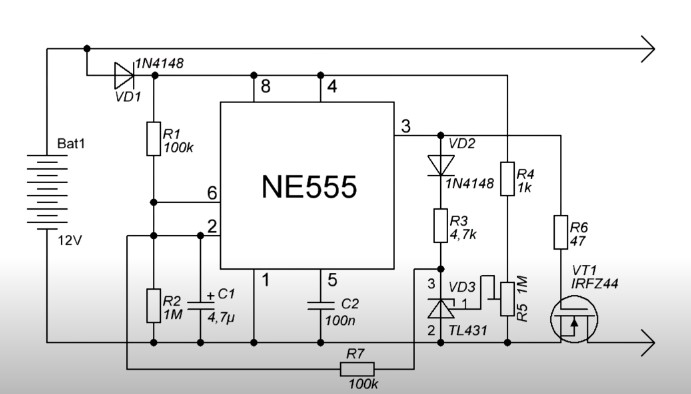 1N4148
VD1
8
4
3
VD2
Bat1
R1
100k
1N4148
R4
1k
NE555
6
2
R3
4,7k
R6
47
12V
1
5
VT1
IRFZ44
R2
1M
+ C1
4,7μ
C2
100n
3
VD3
1
2
TL431
R5
1M
R7
100k